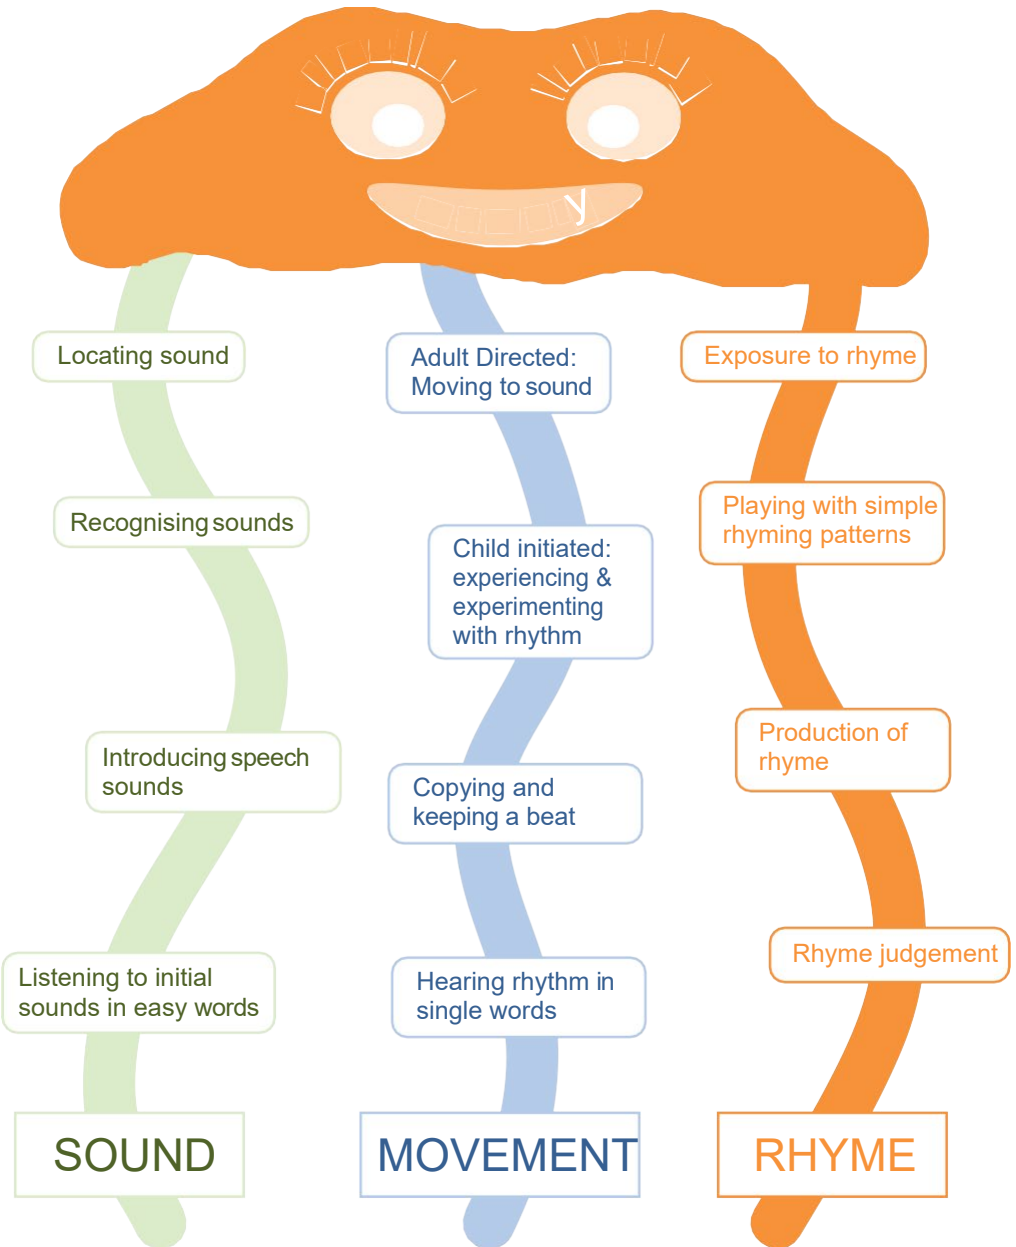 y
Locating sound
Recognising sounds
Introducing speech
sounds
Listening to initial
sounds in easy words
SOUND
Adult Directed:
Moving to sound
Child initiated:
experiencing &
experimenting
with rhythm
Copying and
keeping a beat
Hearing rhythm in
single words
MOVEMENT
Exposure to rhyme
Playing with simple
rhyming patterns
Production of
rhyme
Rhyme judgement
RHYME